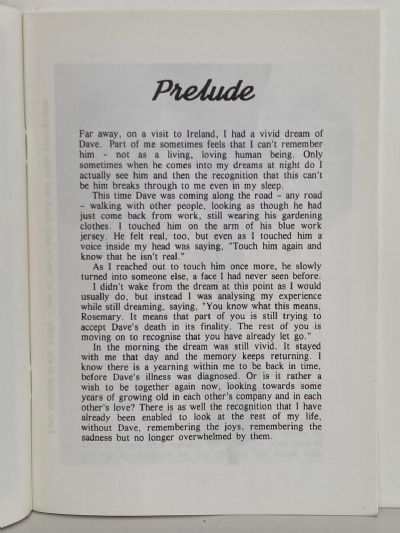 Prelude
Far away, on a visit to Ireland, I had a vivid dream of
Dave. Part of me sometimes feels that I can't remember
him – not as a living, loving human being. Only
sometimes when he comes into my dreams at night do I
actually see him and then the recognition that this can't
be him breaks through to me even in my sleep.
This time Dave was coming along the road – any road
– walking with other people, looking as though he had
just come back from work, still wearing his gardening
clothes. I touched him on the arm of his blue work
jersey. He felt real, too, but even as I touched him a
voice inside my head was saying, "Touch him again and
know that he isn't real."
As I reached out to touch him once more, he slowly
turned into someone else, a face I had never seen before.
I didn't wake from the dream at this point as I would
usually do, but instead I was analysing my experience
while still dreaming, saying, "You know what this means,
Rosemary. It means that part of you is still trying to
accept Dave's death in its finality. The rest of you is
moving on to recognise that you have already let go."
In the morning the dream was still vivid. It stayed
with me that day and the memory keeps returning. I
know there is a yearning within me to be back in time,
before Dave's illness was diagnosed. Or is it rather a
wish to be together again now, looking towards some
years of growing old in each other's company and in each
other's love? There is as well the recognition that I have
already been enabled to look at the rest of my life,
without Dave, remembering the joys, remembering the
sadness but no longer overwhelmed by them.